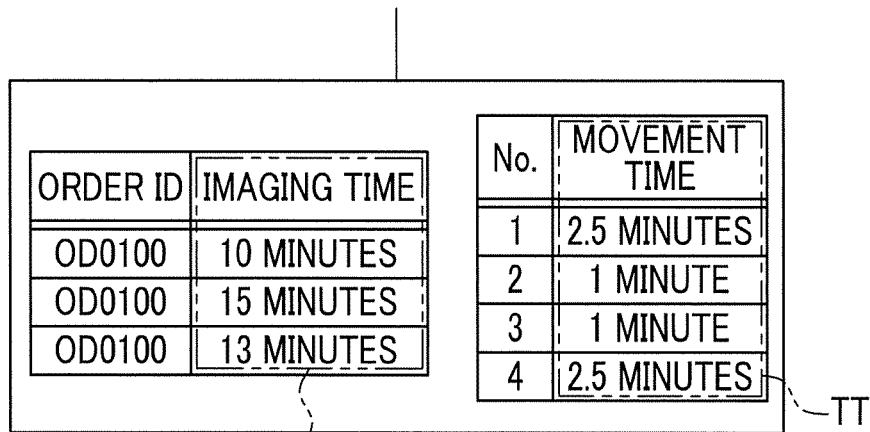 ORDER ID IMAGING TIME
OD0100 10 MINUTES
OD0100 15 MINUTES
OD0100 13 MINUTES
No. MOVEMENT TIME
1 2.5 MINUTES
2 1 MINUTE
3 1 MINUTE
4 2.5 MINUTES
TT